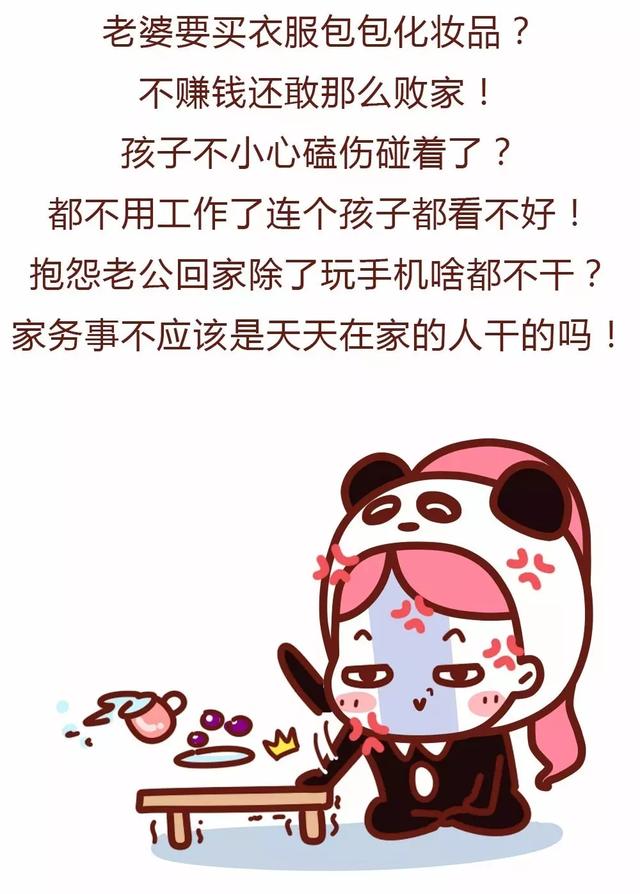 老婆要买衣服包包化妆品？
不赚钱还敢那么败家！
孩子不小心磕伤碰着了？
都不用工作了连个孩子都看不好！
抱怨老公回家除了玩手机啥都不干？
家务事不应该是天天在家的人干的吗！